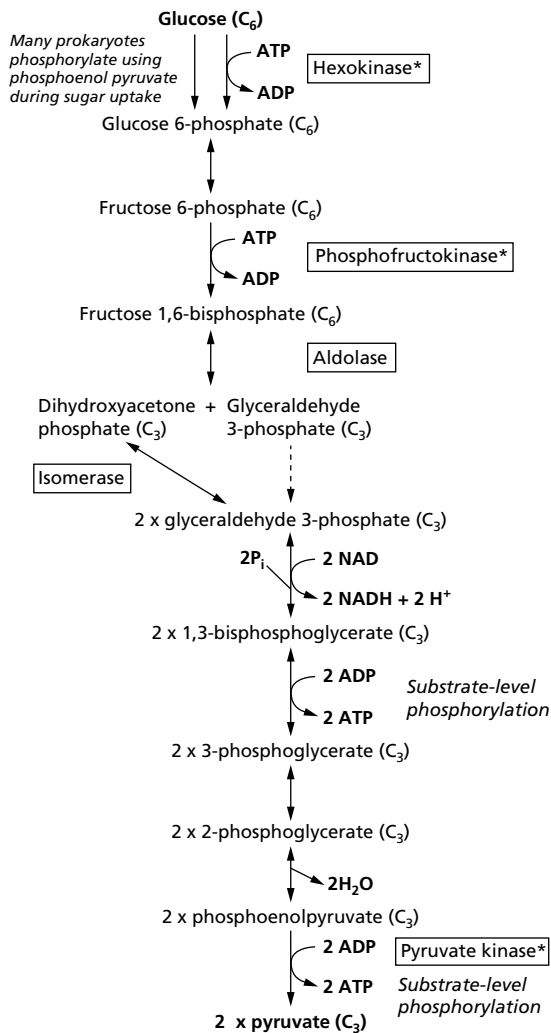 Glucose (C₆)
Many prokaryotes
phosphorylate using
phosphoenol pyruvate
during sugar uptake
ATP
Hexokinase*
ADP
Glucose 6-phosphate (C₆)
Fructose 6-phosphate (C₆)
ATP
Phosphofructokinase*
ADP
Fructose 1,6-bisphosphate (C₆)
Aldolase
Dihydroxyacetone + Glyceraldehyde
phosphate (C₃) 3-phosphate (C₃)
Isomerase
2 x glyceraldehyde 3-phosphate (C₃)
2Pᵢ
2 NAD
2 NADH + 2 H⁺
2 x 1,3-bisphosphoglycerate (C₃)
2 ADP
2 ATP
Substrate-level
phosphorylation
2 x 3-phosphoglycerate (C₃)
2 x 2-phosphoglycerate (C₃)
2H₂O
2 x phosphoenolpyruvate (C₃)
2 ADP
Pyruvate kinase*
2 ATP
Substrate-level
phosphorylation
2 x pyruvate (C₃)